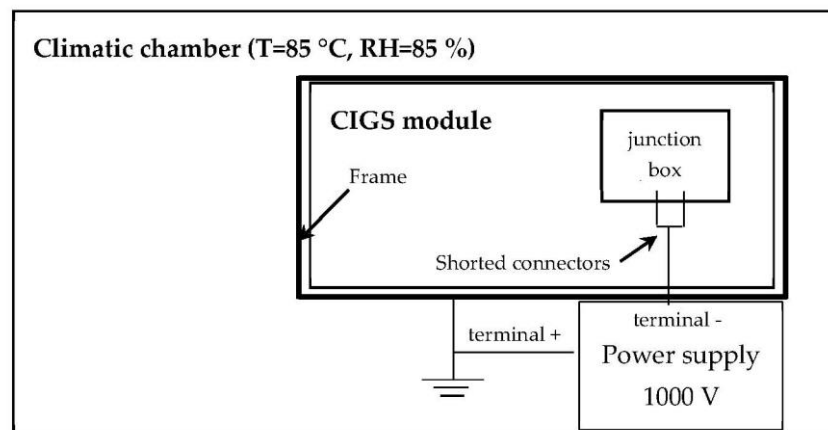 Climatic chamber (T=85 °C, RH=85 %)
CIGS module
junction
box
Frame
Shorted connectors
terminal +
terminal -
Power supply
1000 V